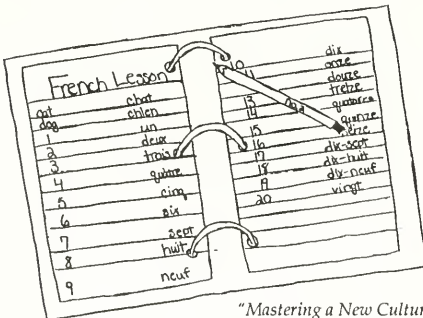 French Lesson
cat chat
dog chien
1 un
2 deux
3 trois
4 quatre
5 cinq
6 six
7 sept
8 huit
9 neuf
10 dix
11 onze
douze
13 treize
14 quatorze
15 quinze
16 seize
17 dix-sept
18 dix-huit
19 dix-neuf
20 vingt
"Mastering a New Cultur